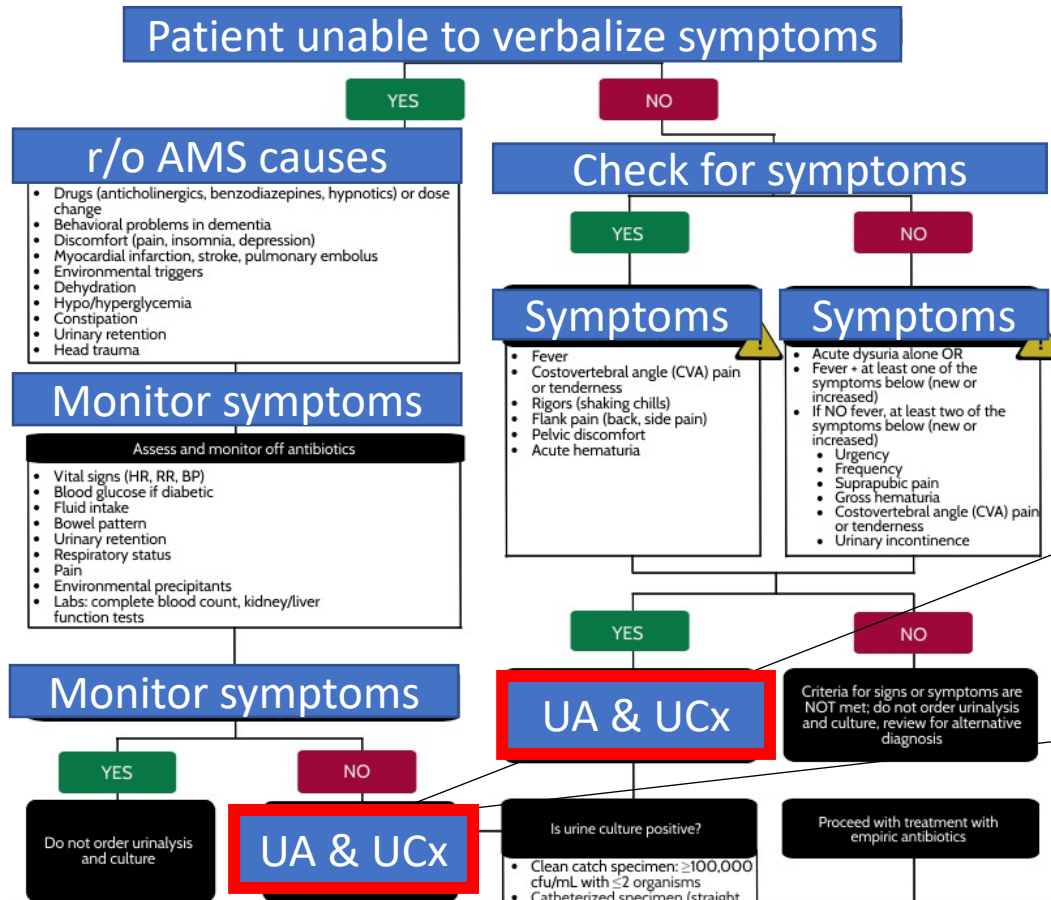 Patient unable to verbalize symptoms
YES
NO
r/o AMS causes
• Drugs (anticholinergics, benzodiazepines, hypnotics) or dose
change
• Behavioral problems in dementia
• Discomfort (pain, insomnia, depression)
• Myocardial infarction, stroke, pulmonary embolus
• Environmental triggers
• Dehydration
• Hypo/hyperglycemia
• Constipation
• Urinary retention
• Head trauma
Monitor symptoms
Assess and monitor off antibiotics
• Vital signs (HR, RR, BP)
• Blood glucose if diabetic
• Fluid intake
• Bowel pattern
• Urinary retention
• Respiratory status
• Pain
• Environmental precipitants
• Labs: complete blood count, kidney/liver
function tests
Monitor symptoms
YES
NO
Do not order urinalysis
and culture
UA & UCx
Check for symptoms
YES
NO
Symptoms
!
• Fever
• Costovertebral angle (CVA) pain
or tenderness
• Rigors (shaking chills)
• Flank pain (back, side pain)
• Pelvic discomfort
• Acute hematuria
Symptoms
!
• Acute dysuria alone OR
• Fever + at least one of the
symptoms below (new or
increased)
• If NO fever, at least two of the
symptoms below (new or
increased)
• Urgency
• Frequency
• Suprapubic pain
• Gross hematuria
• Costovertebral angle (CVA) pain
or tenderness
• Urinary incontinence
YES
NO
UA & UCx
Criteria for signs or symptoms are
NOT met; do not order urinalysis
and culture, review for alternative
diagnosis
Is urine culture positive?
• Clean catch specimen: ≥100,000
cfu/mL with ≤2 organisms
• Catheterized specimen (straight
Proceed with treatment with
empiric antibiotics